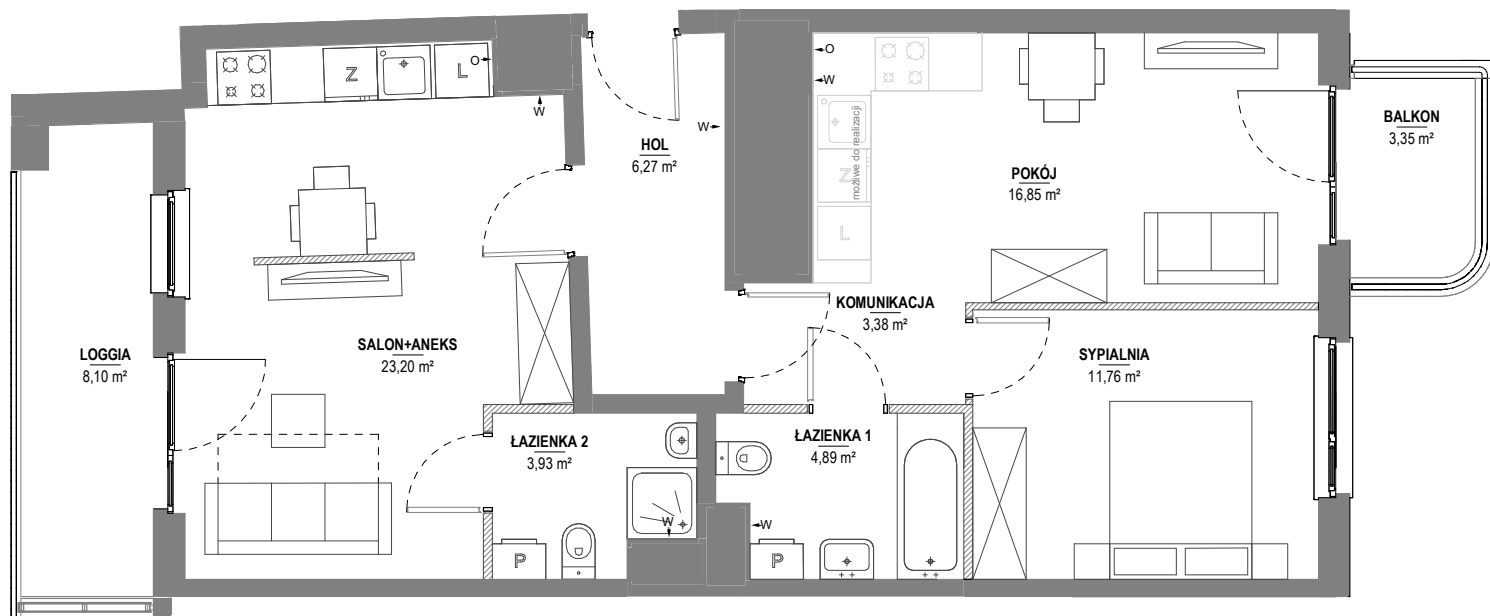 Z
L
O
W
W
HOL
6,27 m²
O
W
Z
L
możliwe do realizacji
POKÓJ
16,85 m²
BALKON
3,35 m²
LOGGIA
8,10 m²
SALON+ANEKS
23,20 m²
KOMUNIKACJA
3,38 m²
SYPIALNIA
11,76 m²
ŁAZIENKA 2
3,93 m²
W
P
ŁAZIENKA 1
4,89 m²
W
P